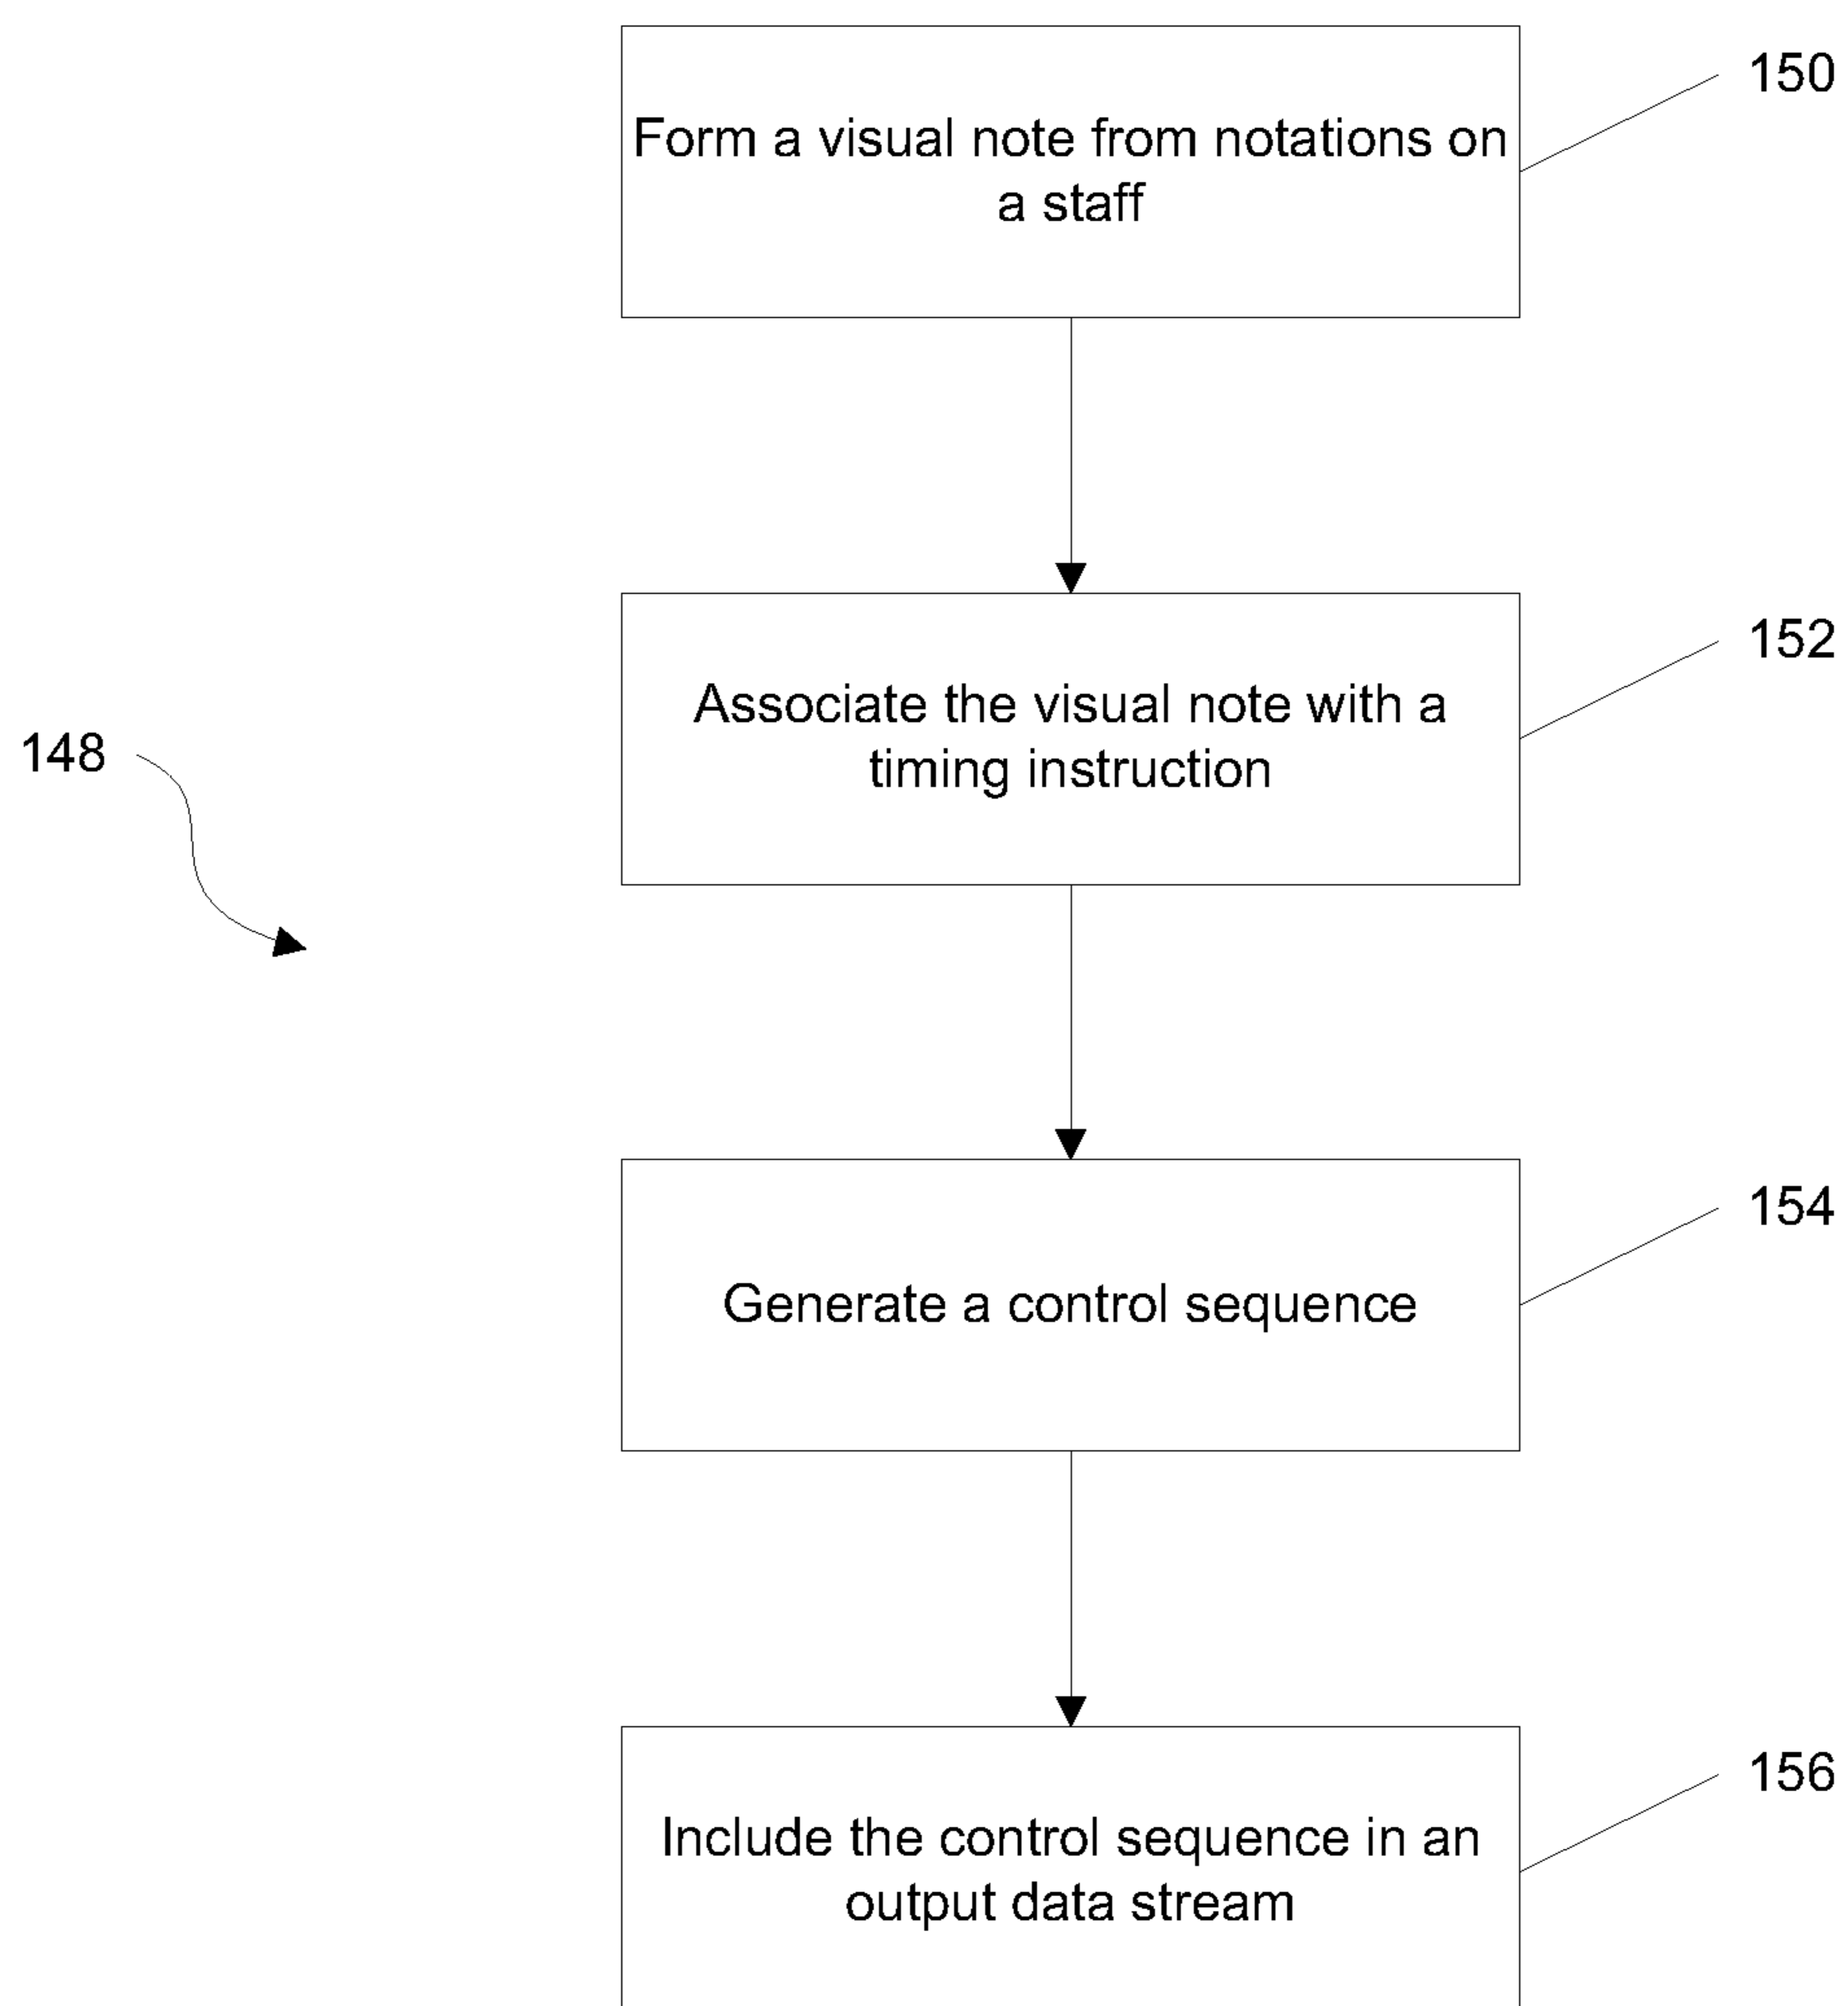 150
Form a visual note from notations on
a staff
152
Associate the visual note with a
timing instruction
148
154
Generate a control sequence
156
Include the control sequence in an
output data stream